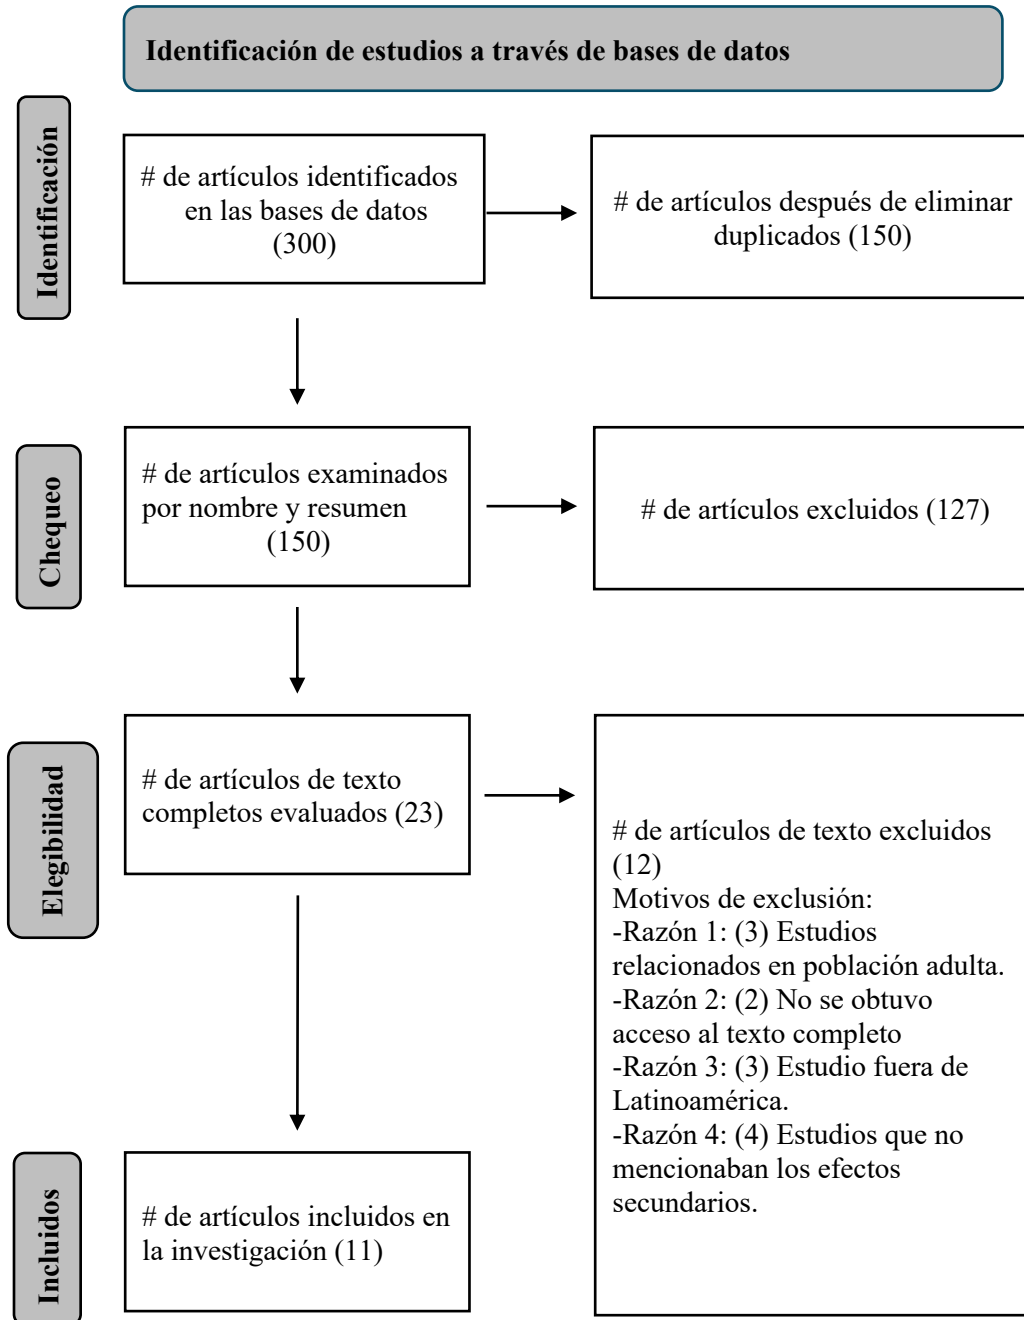 Identificación de estudios a través de bases de datos
Identificación
# de artículos identificados
en las bases de datos
(300)
# de artículos después de eliminar
duplicados (150)
Chequeo
# de artículos examinados
por nombre y resumen
(150)
# de artículos excluidos (127)
Elegibilidad
# de artículos de texto
completos evaluados (23)
# de artículos de texto excluidos
(12)
Motivos de exclusión:
-Razón 1: (3) Estudios
relacionados en población adulta.
-Razón 2: (2) No se obtuvo
acceso al texto completo
-Razón 3: (3) Estudio fuera de
Latinoamérica.
-Razón 4: (4) Estudios que no
mencionaban los efectos
secundarios.
Incluidos
# de artículos incluidos en
la investigación (11)